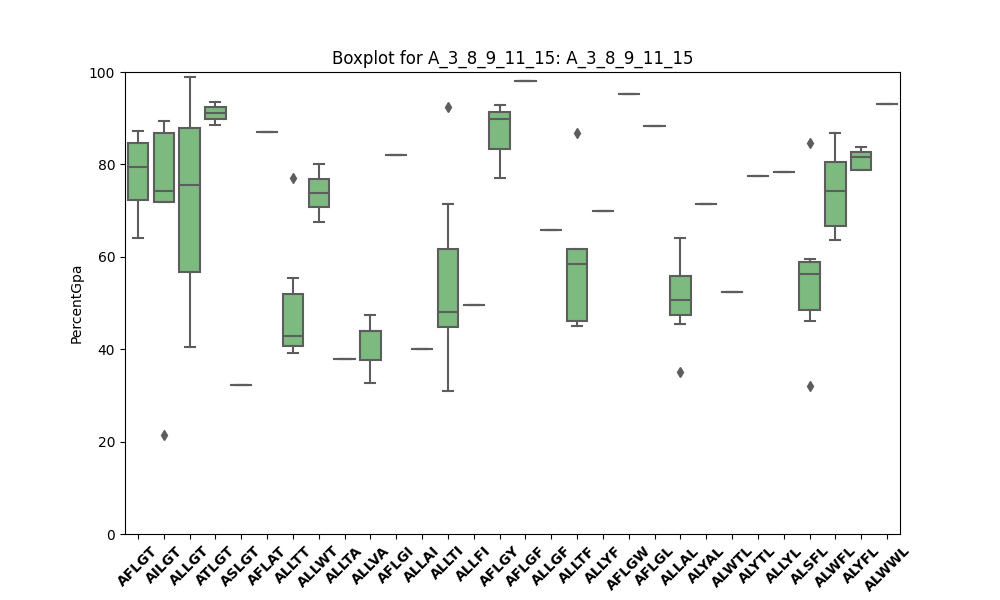 Boxplot for A_3_8_9_11_15: A_3_8_9_11_15
PercentGpa
100
80
60
40
20
0
AFLGT
AILGT
ALLGT
ATLGT
ASLGT
AFLAT
ALLTT
ALLWT
ALLTA
ALLVA
AFLGI
ALLAI
ALLTI
ALLFI
AFLGY
AFLGF
ALLGF
ALLTF
ALLYF
AFLGW
AFLGL
ALLAL
ALYAL
ALWTL
ALYTL
ALLYL
ALSFL
ALWFL
ALYFL
ALWWL